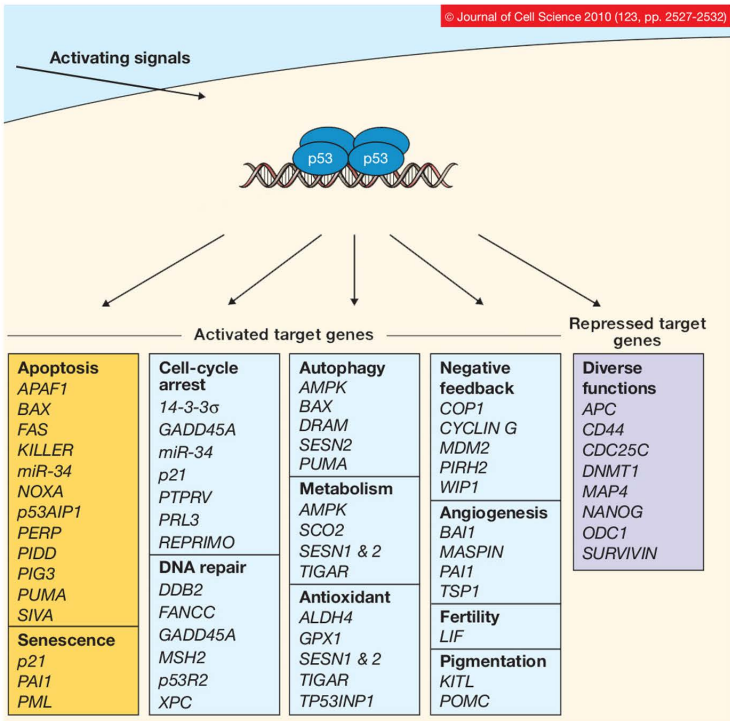 © Journal of Cell Science 2010 (123, pp. 2527-2532)
Activating signals
p53 p53
Activated target genes
Repressed target
genes
Apoptosis
APAF1
BAX
FAS
KILLER
miR-34
NOXA
p53AIP1
PERP
PIDD
PIG3
PUMA
SIVA
Senescence
p21
PAI1
PML
Cell-cycle
arrest
14-3-3σ
GADD45A
miR-34
p21
PTPRV
PRL3
REPRIMO
DNA repair
DDB2
FANCC
GADD45A
MSH2
p53R2
XPC
Autophagy
AMPK
BAX
DRAM
SESN2
PUMA
Metabolism
AMPK
SCO2
SESN1 & 2
TIGAR
Antioxidant
ALDH4
GPX1
SESN1 & 2
TIGAR
TP53INP1
Negative
feedback
COP1
CYCLIN G
MDM2
PIRH2
WIP1
Angiogenesis
BAI1
MASPIN
PAI1
TSP1
Fertility
LIF
Pigmentation
KITL
POMC
Diverse
functions
APC
CD44
CDC25C
DNMT1
MAP4
NANOG
ODC1
SURVIVIN